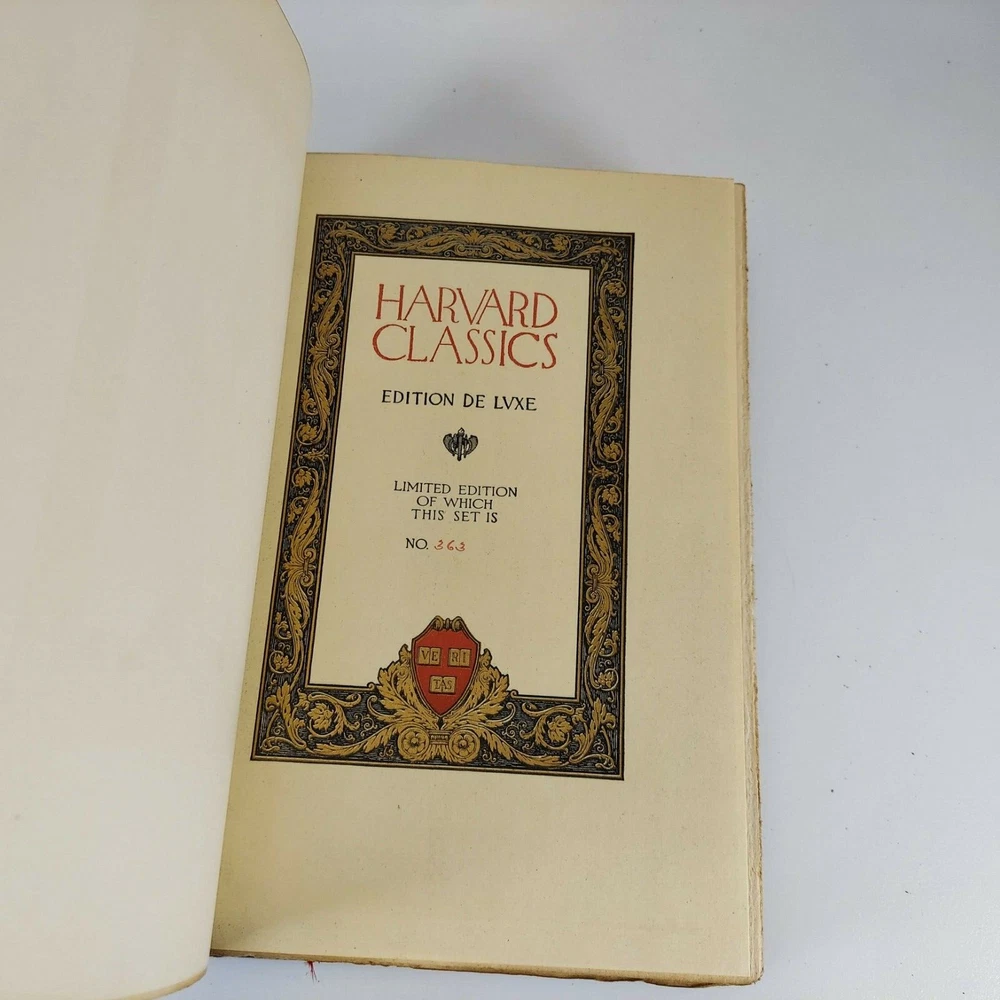 HARVARD
CLASSICS
EDITION DE LVXE
LIMITED EDITION
OF WHICH
THIS SET IS
NO. 363
VE RI
TAS